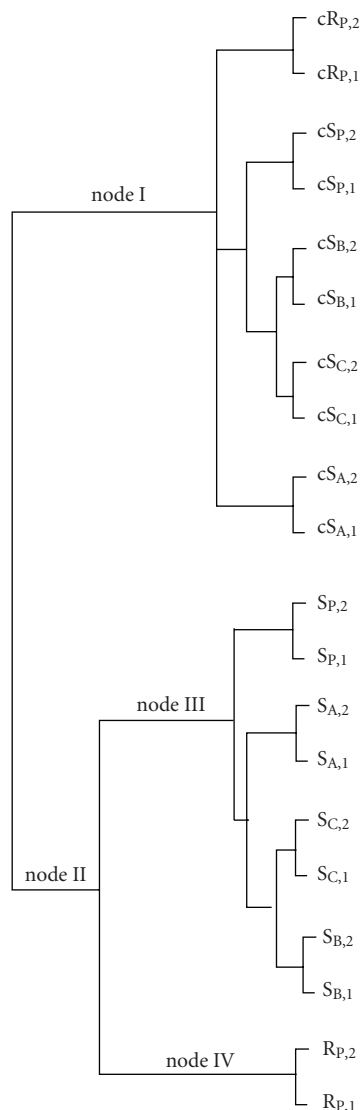 cR_P,2
cR_P,1
cS_P,2
cS_P,1
node I
cS_B,2
cS_B,1
cS_C,2
cS_C,1
cS_A,2
cS_A,1
S_P,2
S_P,1
node III
S_A,2
S_A,1
S_C,2
S_C,1
node II
S_B,2
S_B,1
R_P,2
node IV
R_P,1